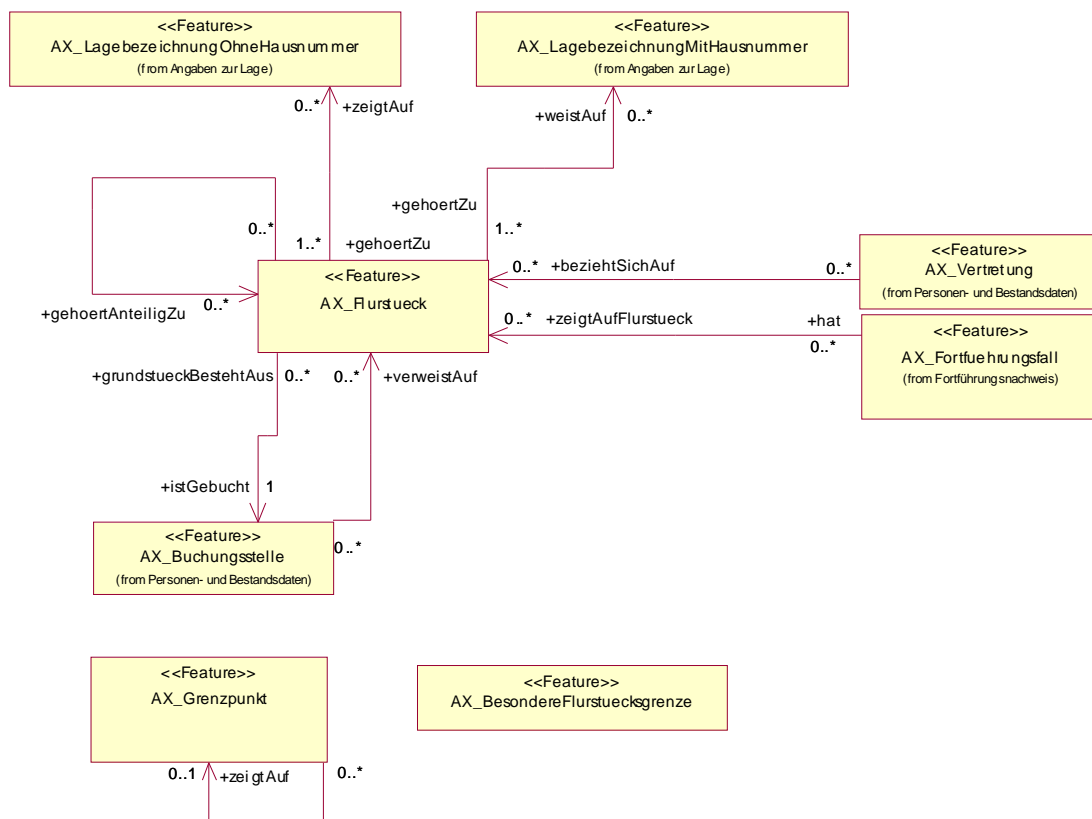 <<Feature>>
AX_LagebezeichnungOhneHausnummer
(from Angaben zur Lage)
<<Feature>>
AX_LagebezeichnungMitHausnummer
(from Angaben zur Lage)
0..*
+zeigtAuf
+weistAuf
0..*
+gehoertZu
0..*
1..*
+gehoertZu
1..*
<<Feature>>
AX_Flurstueck
0..*
+beziehtSichAuf
0..*
<<Feature>>
AX_Vertretung
(from Personen- und Bestandsdaten)
+gehoertAnteiligZu
0..*
0..*
+zeigtAufFlurstueck
+hat
0..*
<<Feature>>
AX_Fortfuehrungsfall
(from Fortführungsnachweis)
+grundstueckBestehtAus
0..*
0..*
+verweistAuf
+istGebucht
1
<<Feature>>
AX_Buchungsstelle
(from Personen- und Bestandsdaten)
0..*
<<Feature>>
AX_Grenzpunkt
<<Feature>>
AX_BesondereFlurstuecksgrenze
0..1
+zeigtAuf
0..*